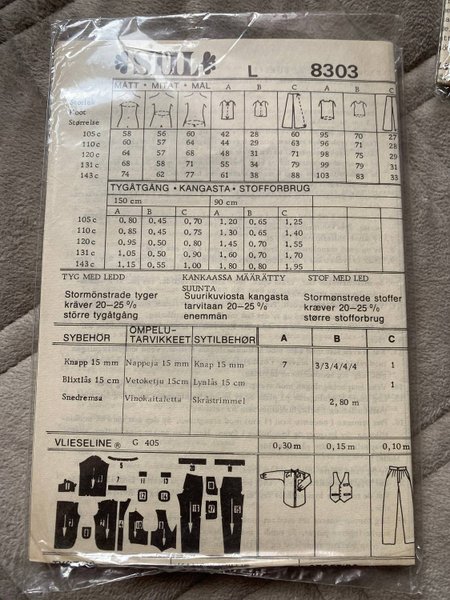 STIL L 8303
MÅTT · MITAT · MÅL
A B C A B C A B C
Storlek
Koot
Størrelse
105 c 58 56 60 42 28 60 95 70 27
110 c 60 57 64 44 29 63 96 71 28
120 c 64 57 68 48 31 71 98 75 29
131 c 68 58 71 55 34 79 99 79 31
143 c 74 62 77 61 38 88 103 83 33
TYGÅTGÅNG · KANGASTA · STOFFORBRUG
150 cm 90 cm
A B C A B C
105 c 0,80 0,45 0,70 1,20 0,65 1,25
110 c 0,85 0,45 0,75 1,30 0,65 1,40
120 c 0,95 0,50 0,80 1,45 0,70 1,55
131 c 1,05 0,50 0,90 1,60 0,70 1,70
143 c 1,15 0,55 1,00 1,80 0,80 1,95
TYG MED LEDD KANKAASSA MÄÄRÄTTY SUUNTA STOF MED LED
Stormönstrade tyger Suurikuviosta kangasta Stormønstrede stoffer
kräver 20-25 % tarvitaan 20-25 % kræver 20-25 %
större tygåtgång enemmän større stofforbrug
SYBEHÖR OMPELU-TARVIKKEET SYTILBEHØR A B C
Knapp 15 mm Nappeja 15 mm Knap 15 mm 7 3/3/4/4/4 1
Blixtlås 15 cm Vetoketju 15cm Lynlås 15 cm 1
Snedremsa Vinokaitaletta Skråstrimmel 2,80 m
VLIESELINE® G 405 0,30 m 0,15 m 0,10 m